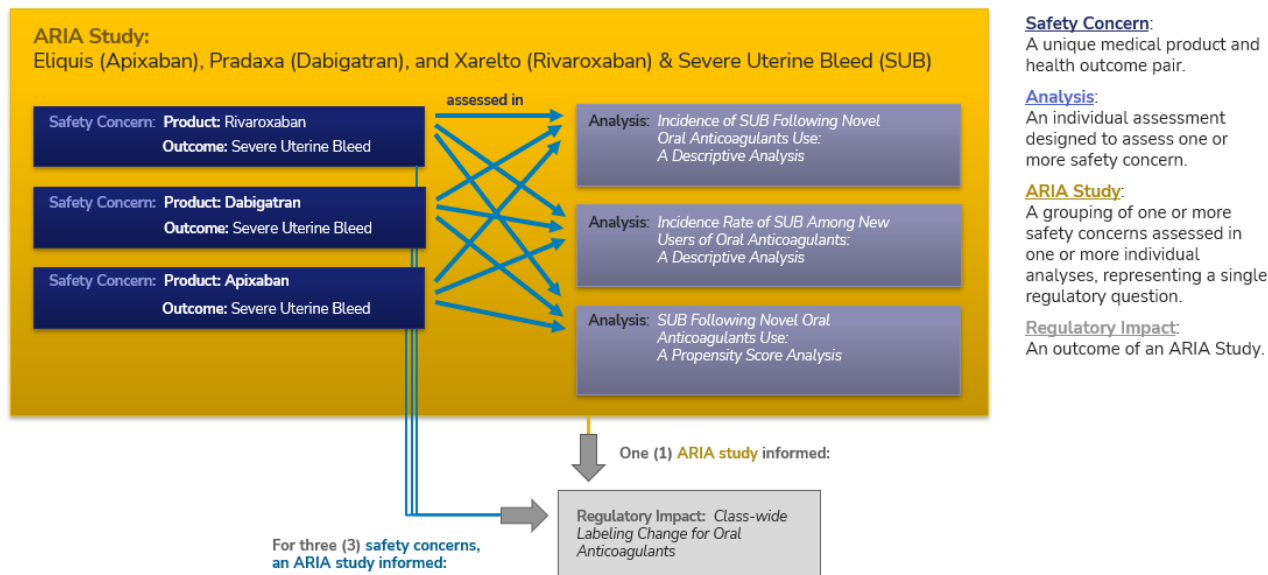 ARIA Study:
Eliquis (Apixaban), Pradaxa (Dabigatran), and Xarelto (Rivaroxaban) & Severe Uterine Bleed (SUB)
assessed in
Safety Concern: Product: Rivaroxaban
Outcome: Severe Uterine Bleed
Safety Concern: Product: Dabigatran
Outcome: Severe Uterine Bleed
Safety Concern: Product: Apixaban
Outcome: Severe Uterine Bleed
Analysis: Incidence of SUB Following Novel
Oral Anticoagulants Use:
A Descriptive Analysis
Analysis: Incidence Rate of SUB Among New
Users of Oral Anticoagulants:
A Descriptive Analysis
Analysis: SUB Following Novel Oral
Anticoagulants Use:
A Propensity Score Analysis
One (1) ARIA study informed:
Regulatory Impact: Class-wide
Labeling Change for Oral
Anticoagulants
For three (3) safety concerns,
an ARIA study informed:
Safety Concern:
A unique medical product and
health outcome pair.
Analysis:
An individual assessment
designed to assess one or
more safety concern.
ARIA Study:
A grouping of one or more
safety concerns assessed in
one or more individual
analyses, representing a single
regulatory question.
Regulatory Impact:
An outcome of an ARIA Study.